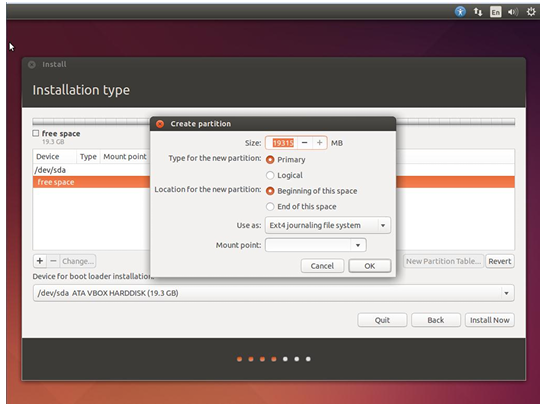 En
Install
Installation type
free space
19.3 GB
Create partition
Size: 19315 − + MB
Type for the new partition: Primary
Logical
Location for the new partition: Beginning of this space
End of this space
Use as: Ext4 journaling file system
Mount point:
Cancel OK
Device Type Mount point
/dev/sda
free space
+ − Change... New Partition Table... Revert
Device for boot loader installation:
/dev/sda ATA VBOX HARDDISK (19.3 GB)
Quit Back Install Now